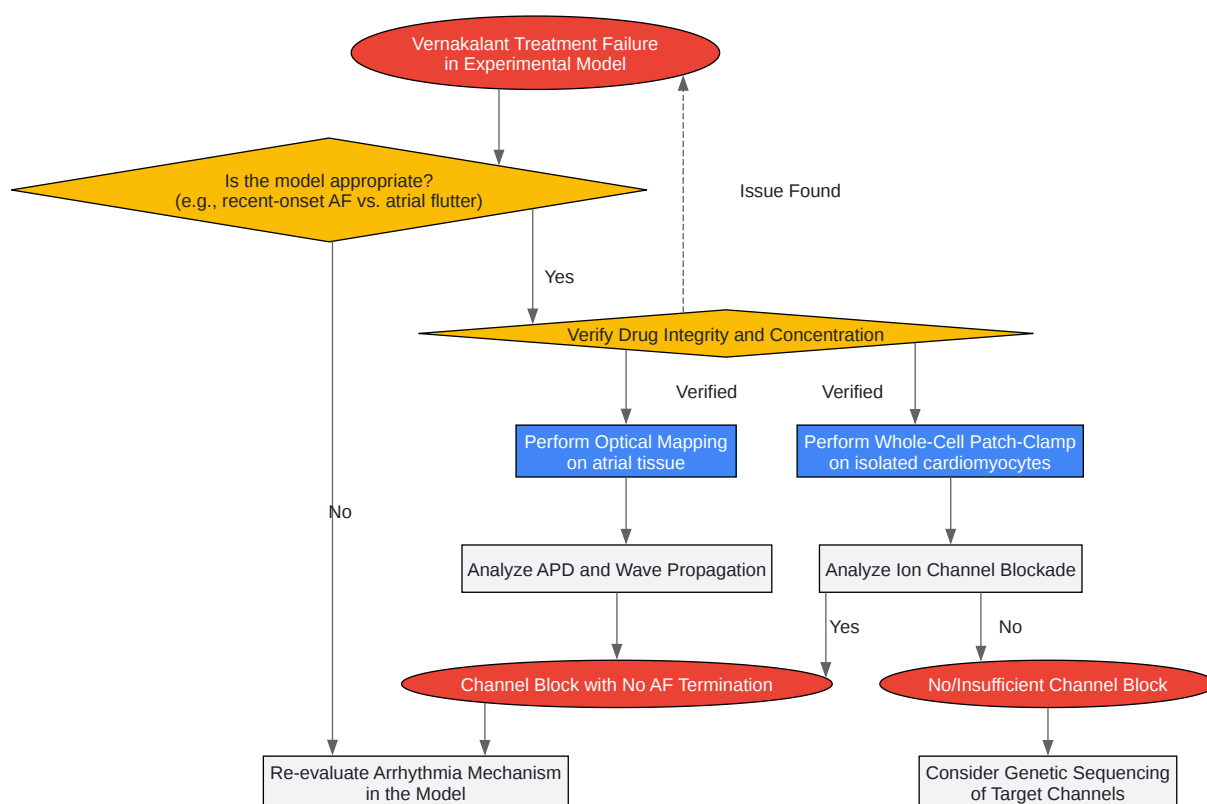 Vernakalant Treatment Failure
in Experimental Model
Is the model appropriate?
(e.g., recent-onset AF vs. atrial flutter)
Issue Found
Yes
Verify Drug Integrity and Concentration
Verified
Verified
Perform Optical Mapping
on atrial tissue
Perform Whole-Cell Patch-Clamp
on isolated cardiomyocytes
No
Analyze APD and Wave Propagation
Analyze Ion Channel Blockade
Yes
No
Channel Block with No AF Termination
No/Insufficient Channel Block
Re-evaluate Arrhythmia Mechanism
in the Model
Consider Genetic Sequencing
of Target Channels